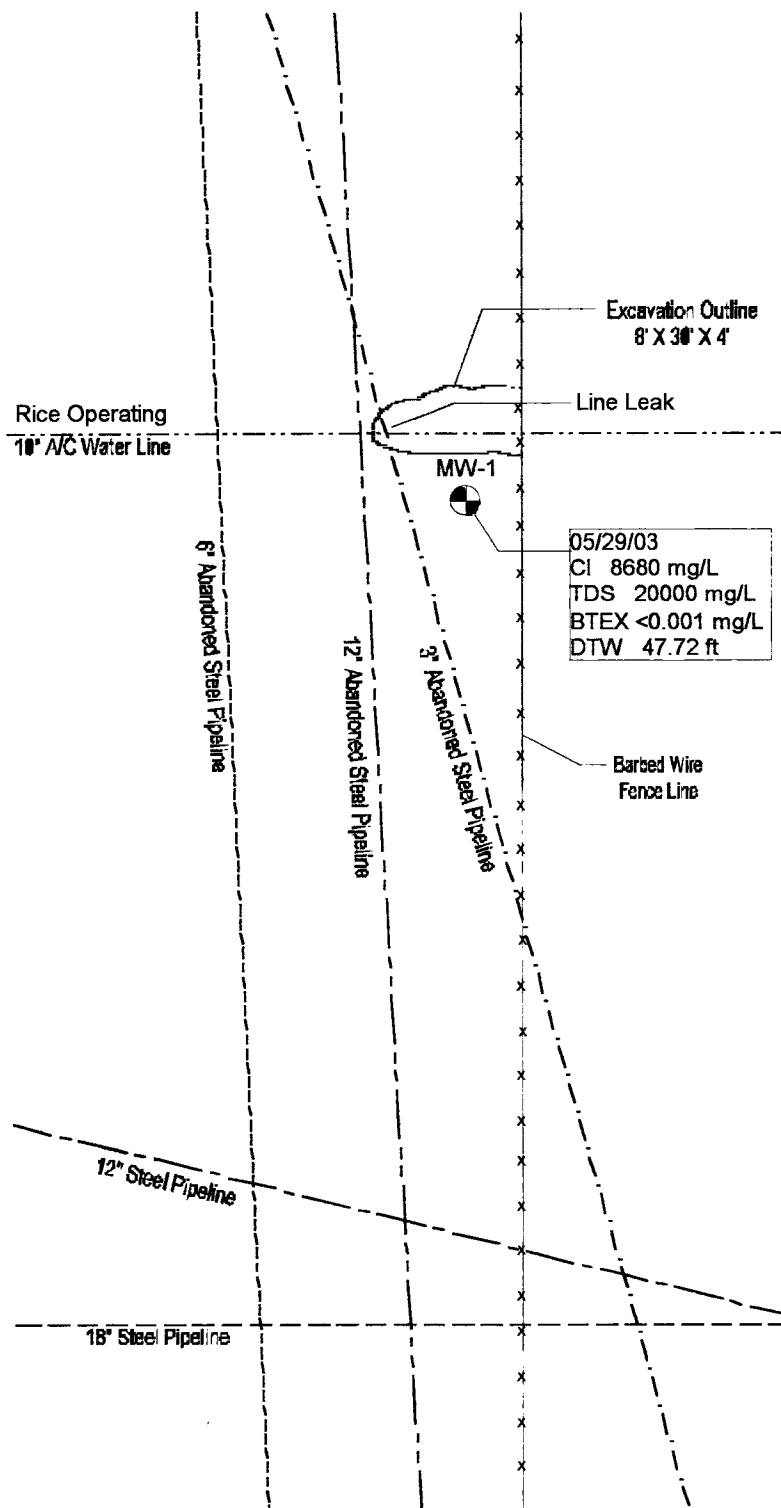 Excavation Outline
8' X 30' X 4'
Line Leak
Rice Operating
10" A/C Water Line
MW-1
05/29/03
Cl 8680 mg/L
TDS 20000 mg/L
BTEX <0.001 mg/L
DTW 47.72 ft
6" Abandoned Steel Pipeline
12" Abandoned Steel Pipeline
3" Abandoned Steel Pipeline
Barbed Wire
Fence Line
12" Steel Pipeline
18" Steel Pipeline